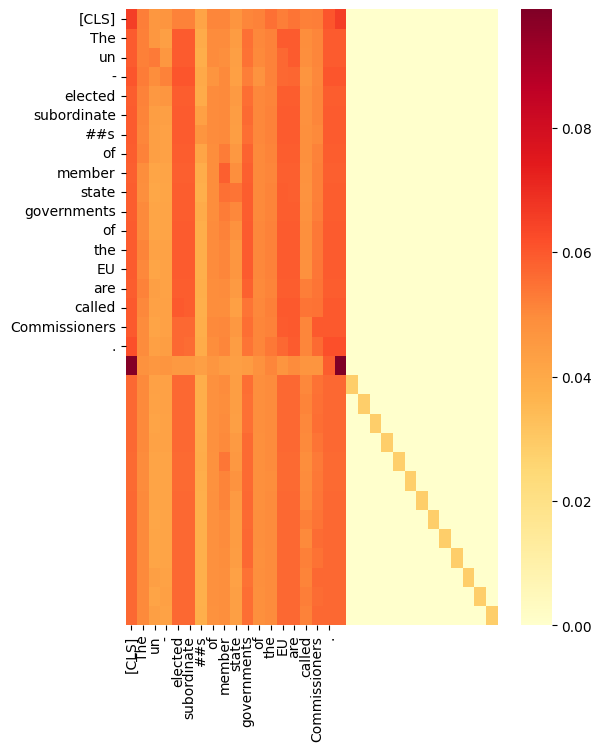 [CLS]
The
un
-
elected
subordinate
##s
of
member
state
governments
of
the
EU
are
called
Commissioners
.
0.08
0.06
0.04
0.02
0.00
[CLS]
The
un
-
elected
subordinate
##s
of
member
state
governments
of
the
EU
are
called
Commissioners
.